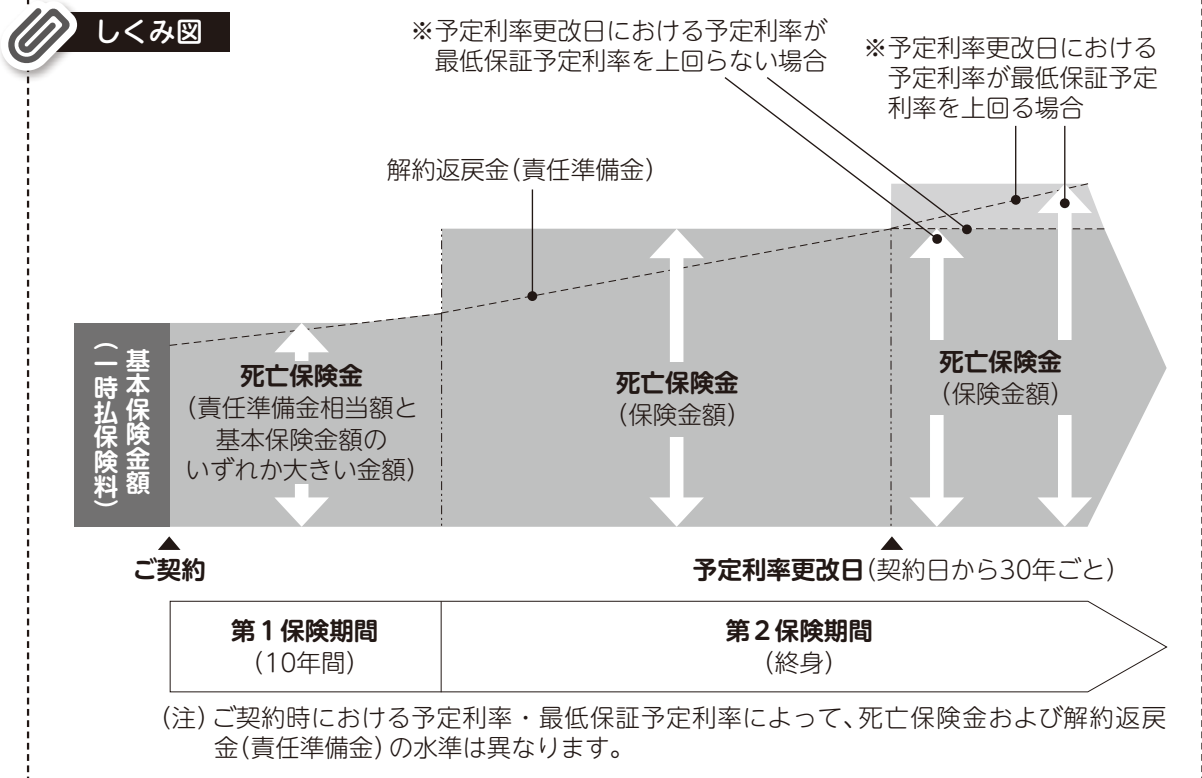 しくみ図
※予定利率更改日における予定利率が
最低保証予定利率を上回らない場合
※予定利率更改日における
予定利率が最低保証予定
利率を上回る場合
解約返戻金(責任準備金)
基本保険金額
(一時払保険料)
死亡保険金
(責任準備金相当額と
基本保険金額の
いずれか大きい金額)
死亡保険金
(保険金額)
死亡保険金
(保険金額)
ご契約
予定利率更改日(契約日から30年ごと)
第1保険期間
(10年間)
第2保険期間
(終身)
(注)ご契約時における予定利率・最低保証予定利率によって、死亡保険金および解約返戻
金(責任準備金)の水準は異なります。